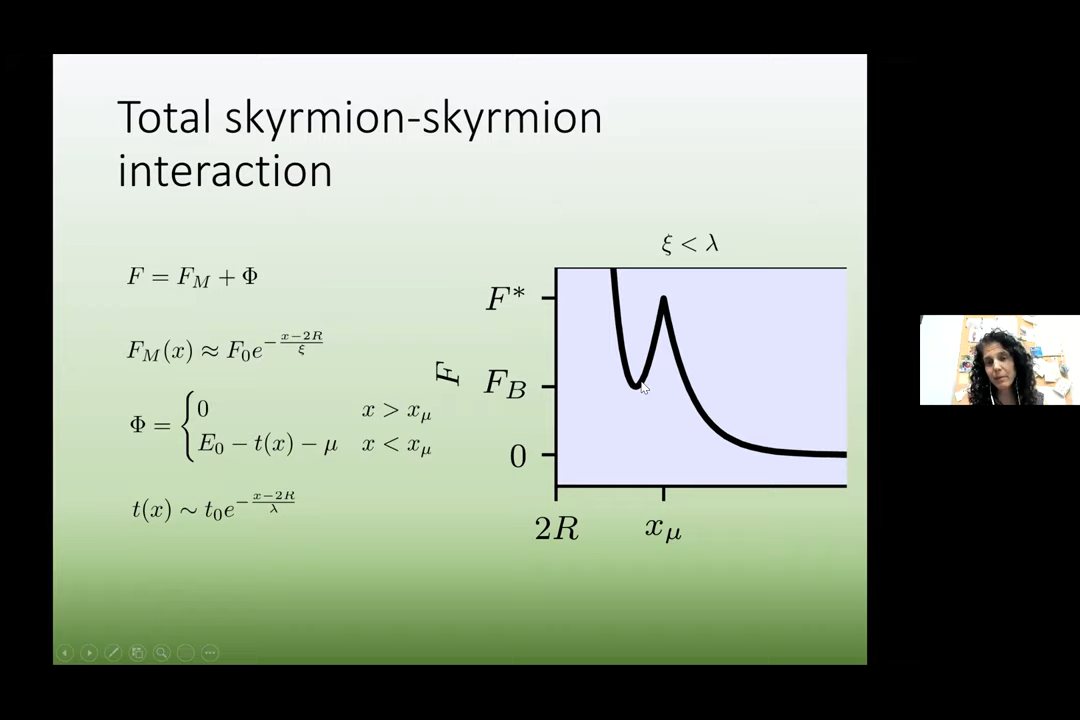 Total skyrmion-skyrmion
interaction
F = F_M + Φ
F_M(x) ≈ F_0 e^{-\frac{x-2R}{ξ}}
Φ = { 0    x > x_μ
E_0 − t(x) − μ    x < x_μ
t(x) ∼ t_0 e^{-\frac{x-2R}{λ}}
ξ < λ
F*
F
F_B
0
2R    x_μ